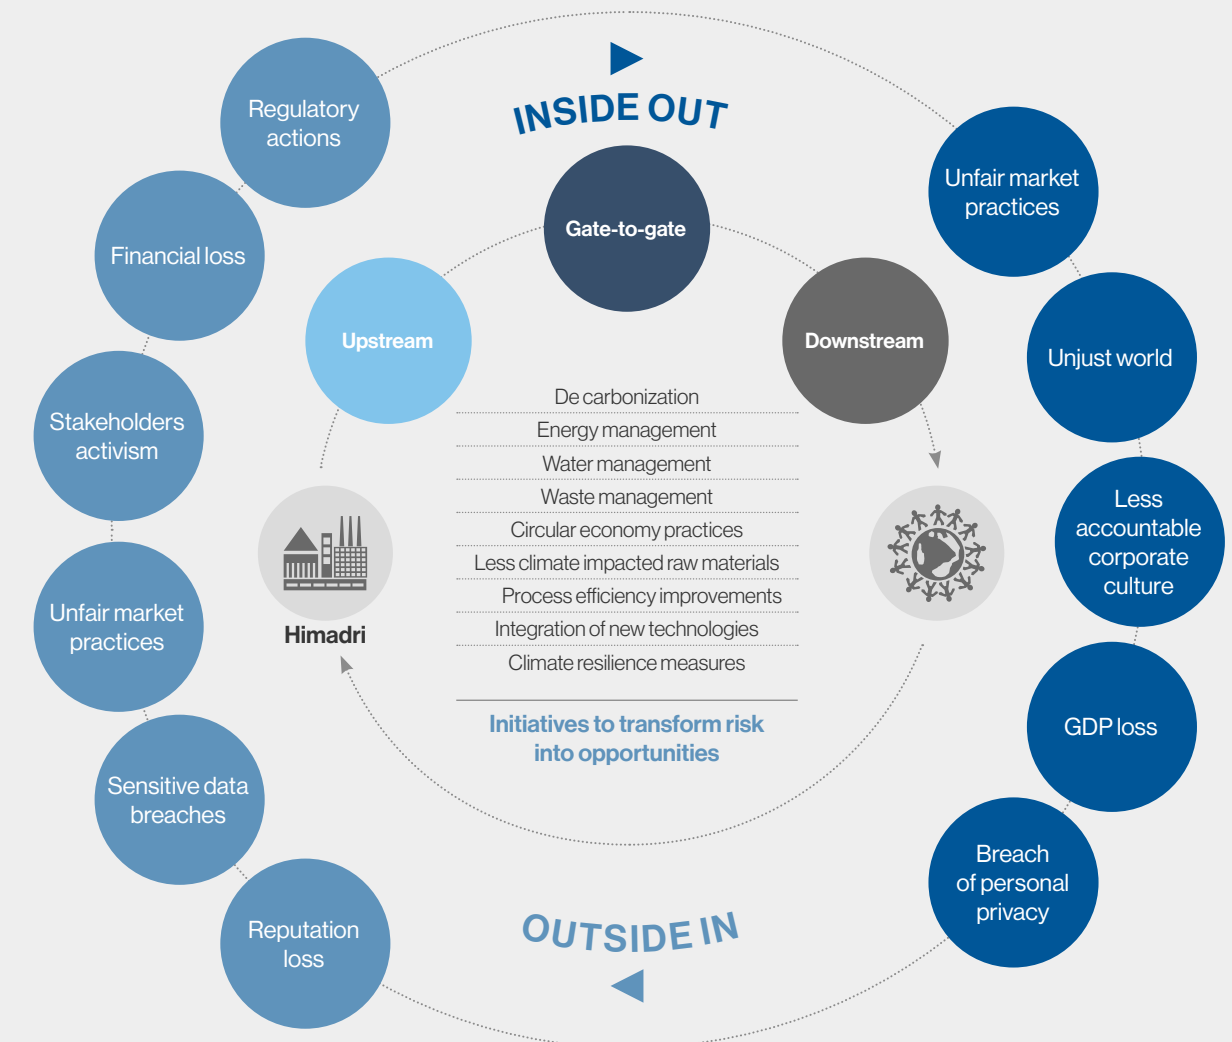 INSIDE OUT
Regulatory
actions
Financial loss
Stakeholders
activism
Unfair market
practices
Sensitive data
breaches
Reputation
loss
Upstream
Gate-to-gate
Downstream
Himadri
De carbonization
Energy management
Water management
Waste management
Circular economy practices
Less climate impacted raw materials
Process efficiency improvements
Integration of new technologies
Climate resilience measures
Initiatives to transform risk
into opportunities
Unfair market
practices
Unjust world
Less
accountable
corporate
culture
GDP loss
Breach
of personal
privacy
OUTSIDE IN